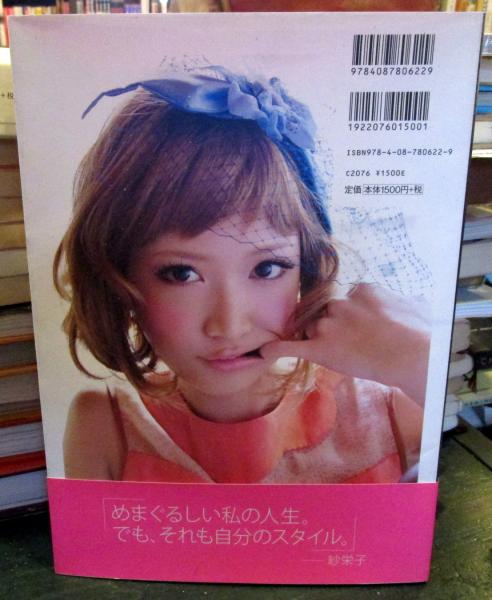 9784087806229
1922076015001
ISBN978-4-08-780622-9
C2076 ¥1500E
定価 本体1500円+税
「めまぐるしい私の人生。
でも、それも自分のスタイル。」
——紗栄子